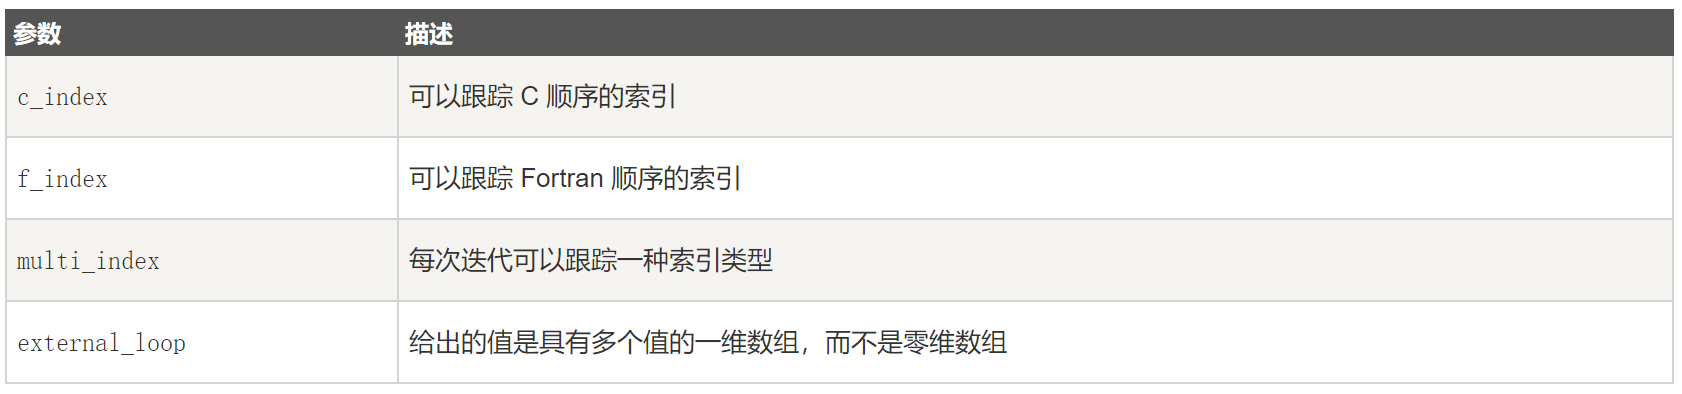 参数 描述
c_index 可以跟踪 C 顺序的索引
f_index 可以跟踪 Fortran 顺序的索引
multi_index 每次迭代可以跟踪一种索引类型
external_loop 给出的值是具有多个值的一维数组，而不是零维数组